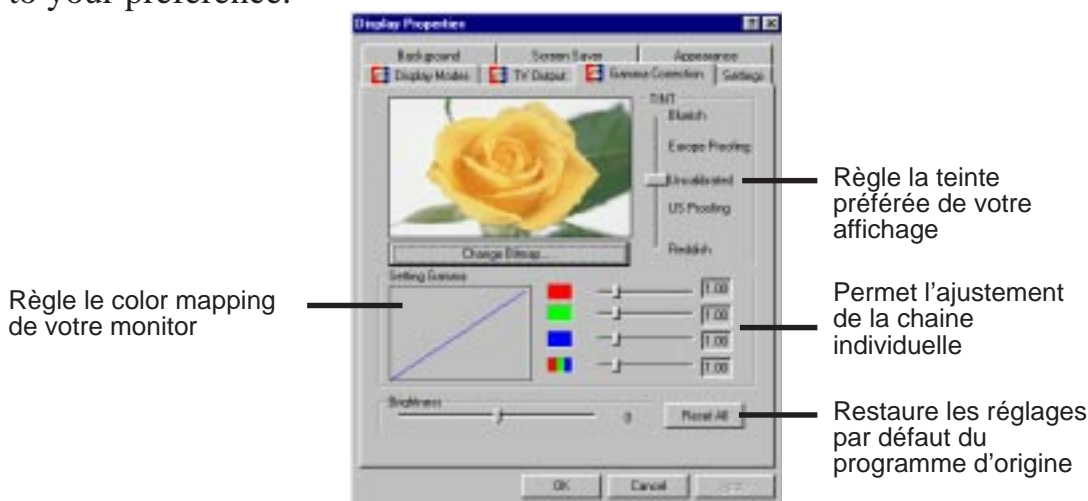 to your preference.
Display Properties
Background Screen Saver Appearance
Display Modes TV Output Gamma Correction Settings
TINT
Bluish
Europe Proofing
Uncalibrated
US Proofing
Reddish
Change Bitmap...
Règle la teinte
préférée de votre
affichage
Setting Gamma
1.00
1.00
1.00
1.00
Règle le color mapping
de votre monitor
Permet l’ajustement
de la chaine
individuelle
Brightness
0
Reset All
Restaure les réglages
par défaut du
programme d’origine
OK Cancel